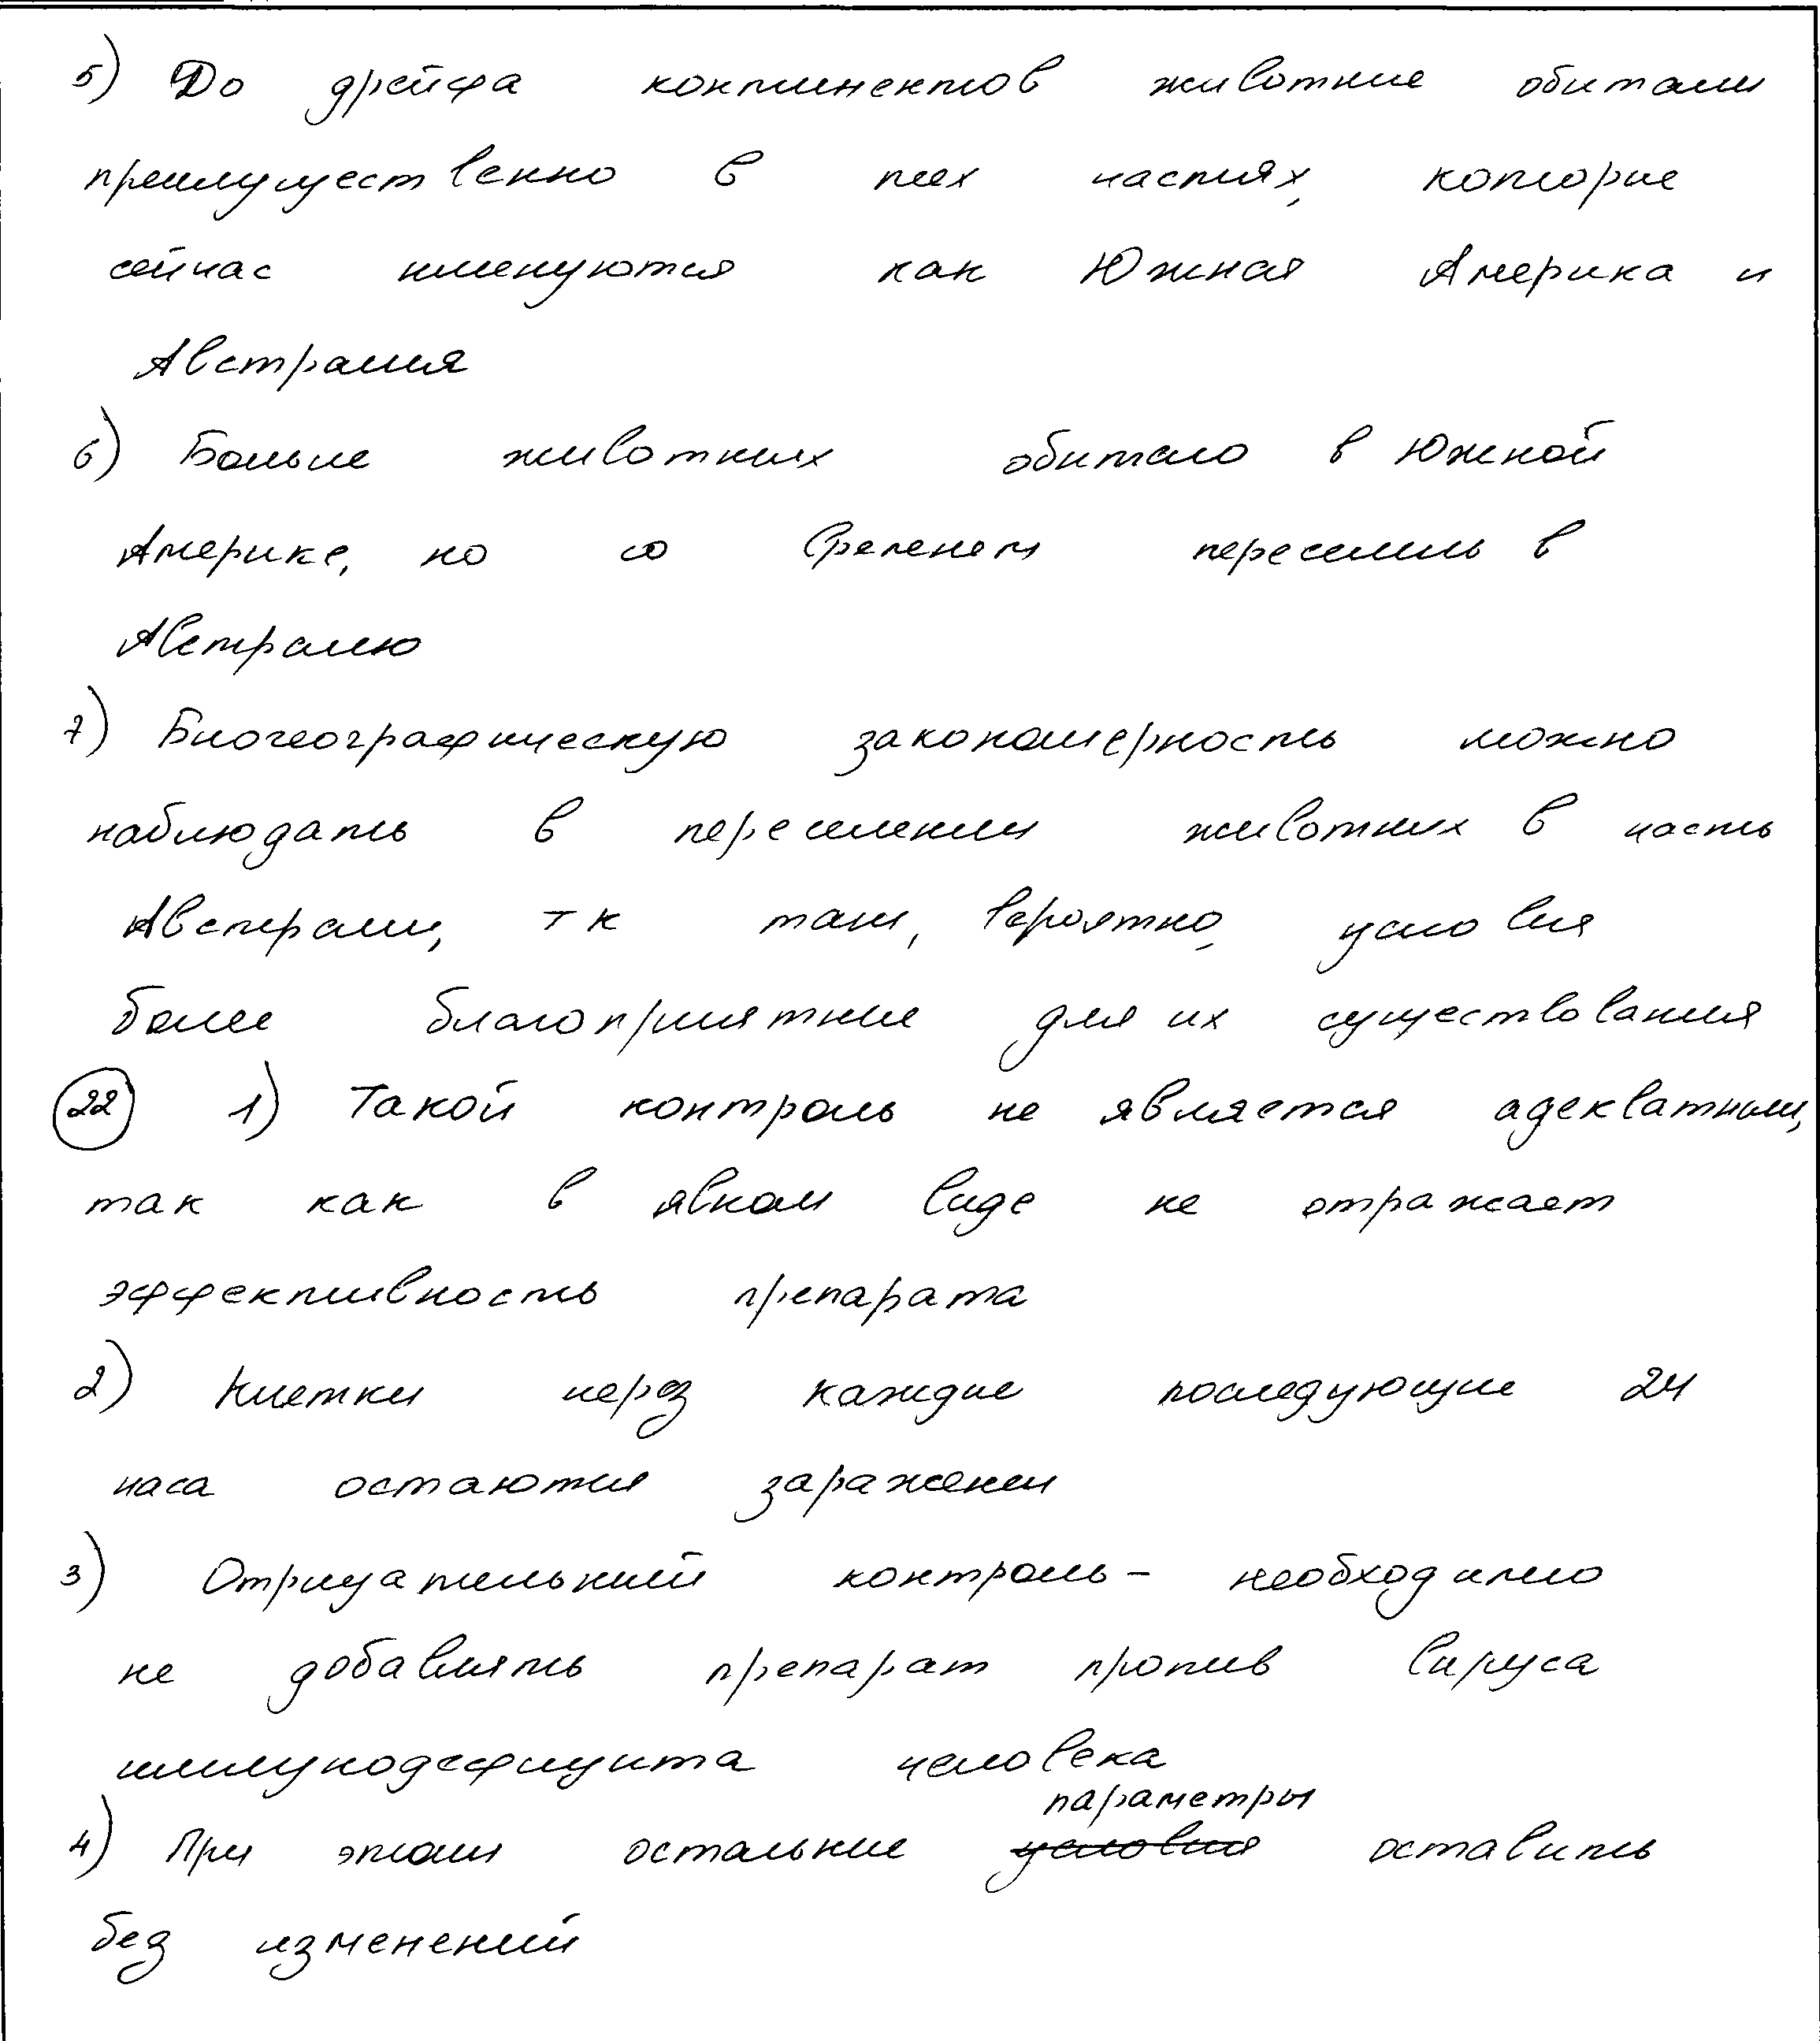 5) До дрейфа континентов животные обитали
преимущественно в тех частях, которые
сейчас именуются как Южная Америка и
Австралия
6) Больше животных обитало в Южной
Америке, но со временем переселись в
Австралию
7) Биогеографическую закономерность можно
наблюдать в переселении животных в часть
Австралии, т к там, вероятно, условия
более благоприятные для их существования
22 1) Такой контроль не является адекватным,
так как в явном виде не отражает
эффективность препарата
2) Клетки через каждые последующие 24
часа остаются заражены
3) Отрицательный контроль – необходимо
не добавлять препарат против вируса
иммунодефицита человека
параметры
4) При этом остальные условия оставить
без изменений